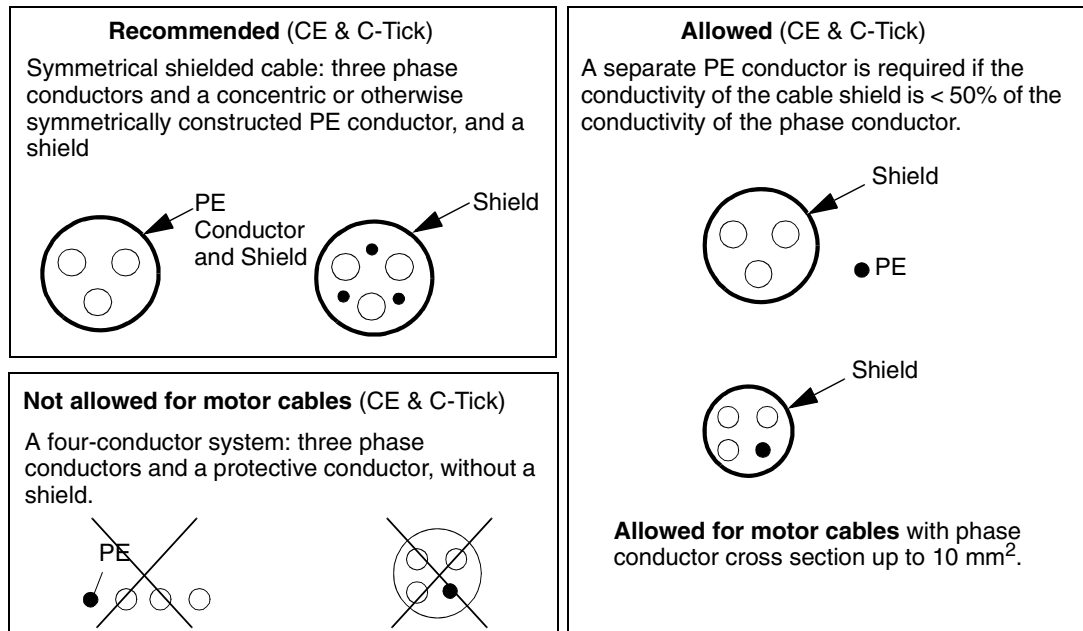 Recommended (CE & C-Tick)
Symmetrical shielded cable: three phase
conductors and a concentric or otherwise
symmetrically constructed PE conductor, and a
shield
PE
Conductor
and Shield
Shield
Not allowed for motor cables (CE & C-Tick)
A four-conductor system: three phase
conductors and a protective conductor, without a
shield.
PE
Allowed (CE & C-Tick)
A separate PE conductor is required if the
conductivity of the cable shield is < 50% of the
conductivity of the phase conductor.
Shield
PE
Shield
Allowed for motor cables with phase
conductor cross section up to 10 mm².